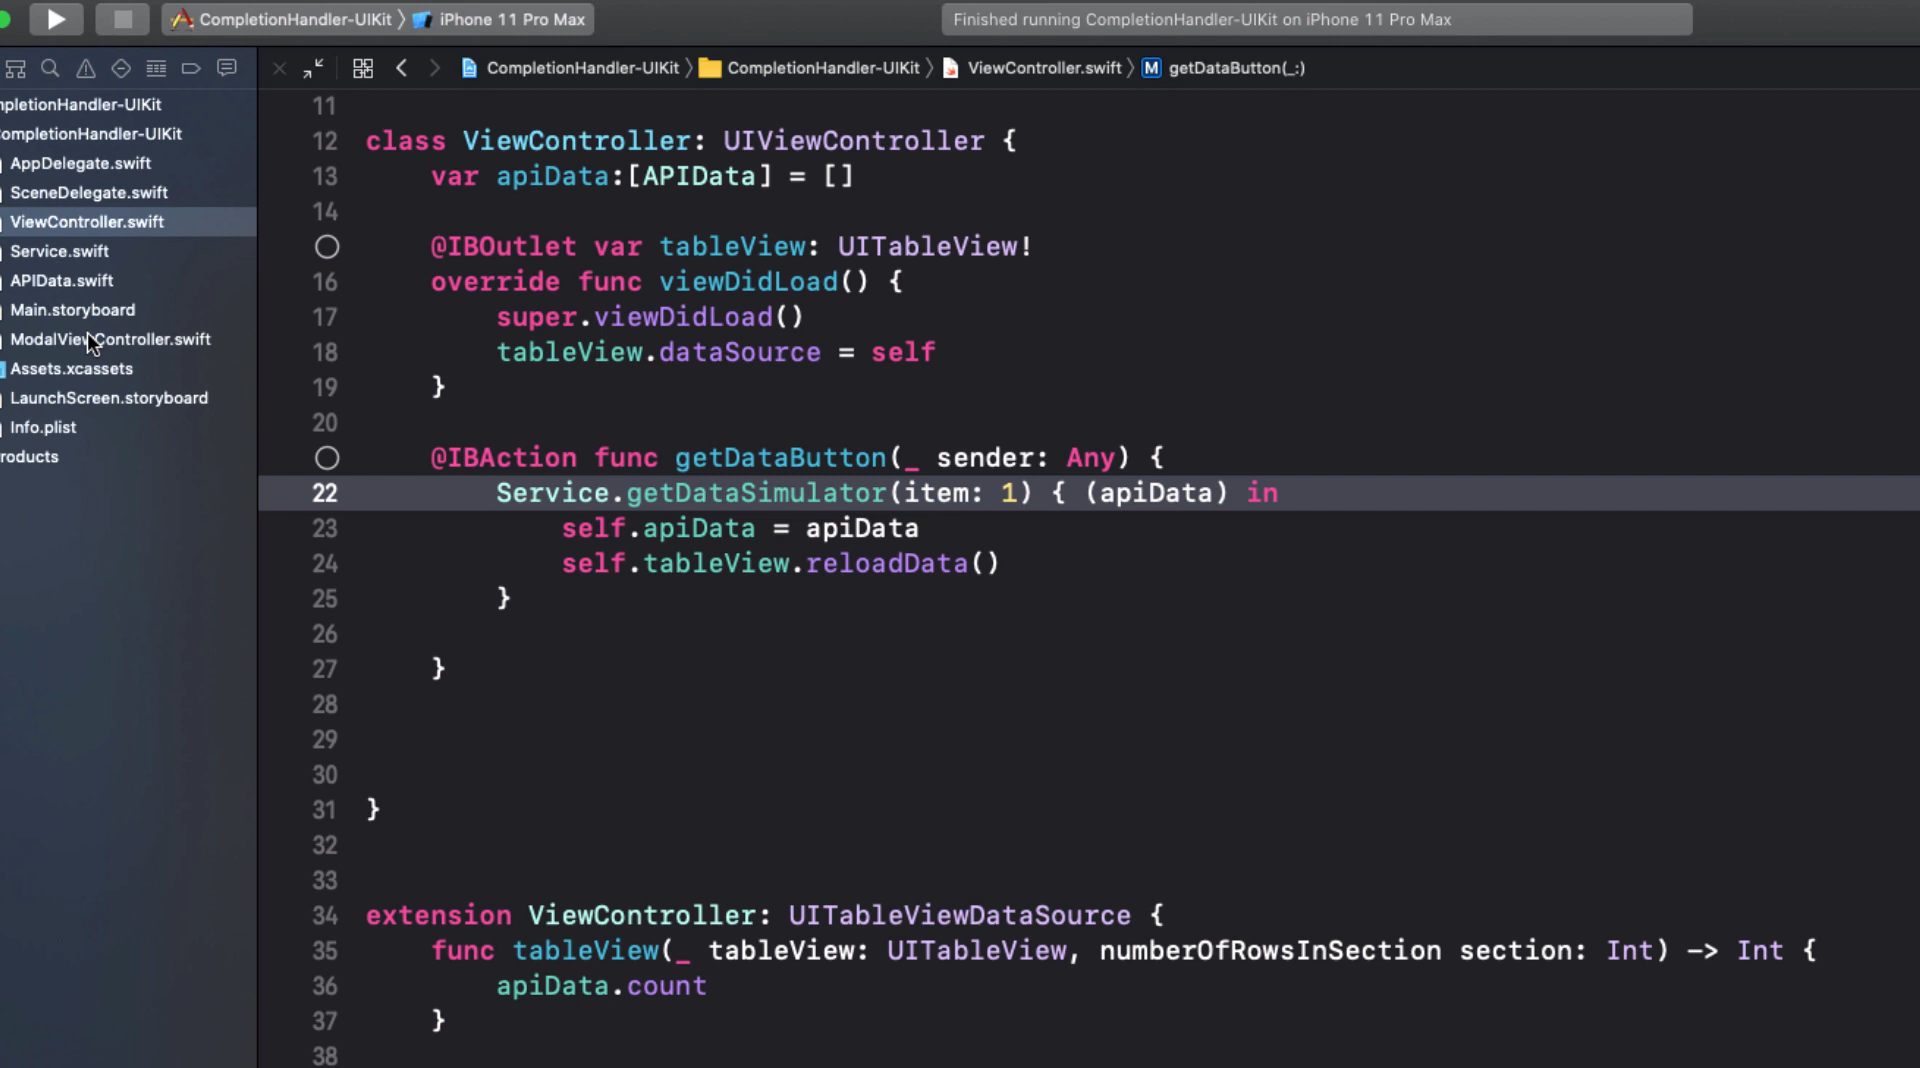 CompletionHandler-UIKit 〉 iPhone 11 Pro Max
Finished running CompletionHandler-UIKit on iPhone 11 Pro Max
CompletionHandler-UIKit 〉 CompletionHandler-UIKit 〉 ViewController.swift 〉 M getDataButton(_:)
mpletionHandler-UIKit
ompletionHandler-UIKit
AppDelegate.swift
SceneDelegate.swift
ViewController.swift
Service.swift
APIData.swift
Main.storyboard
ModalViewController.swift
Assets.xcassets
LaunchScreen.storyboard
Info.plist
roducts
11
12 class ViewController: UIViewController {
13     var apiData:[APIData] = []
14
@IBOutlet var tableView: UITableView!
16     override func viewDidLoad() {
17         super.viewDidLoad()
18         tableView.dataSource = self
19     }
20
@IBAction func getDataButton(_ sender: Any) {
22         Service.getDataSimulator(item: 1) { (apiData) in
23             self.apiData = apiData
24             self.tableView.reloadData()
25         }
26
27     }
28
29
30
31 }
32
33
34 extension ViewController: UITableViewDataSource {
35     func tableView(_ tableView: UITableView, numberOfRowsInSection section: Int) -> Int {
36         apiData.count
37     }
38